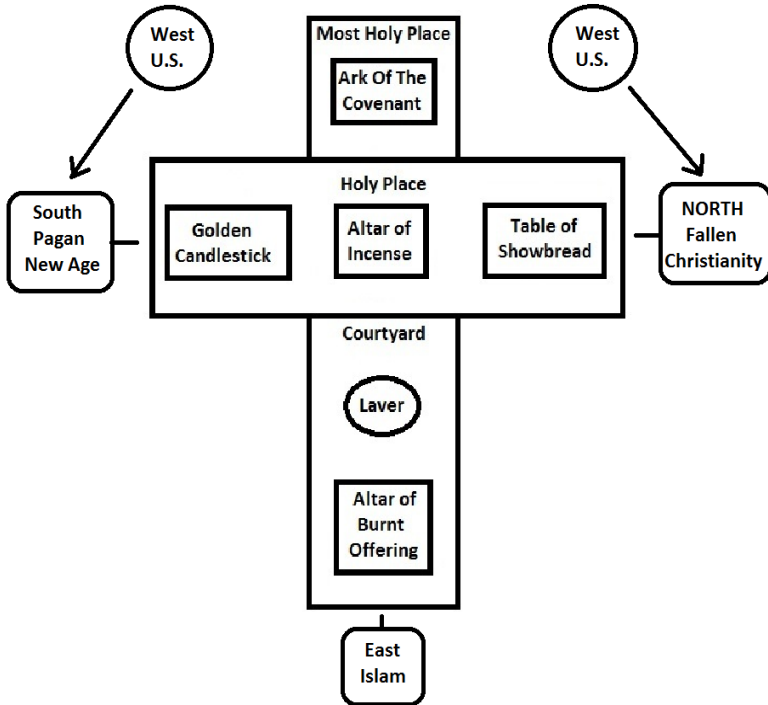 West
U.S.
Most Holy Place
Ark Of The
Covenant
West
U.S.
South
Pagan
New Age
Holy Place
Golden
Candlestick
Altar of
Incense
Table of
Showbread
NORTH
Fallen
Christianity
Courtyard
Laver
Altar of
Burnt
Offering
East
Islam